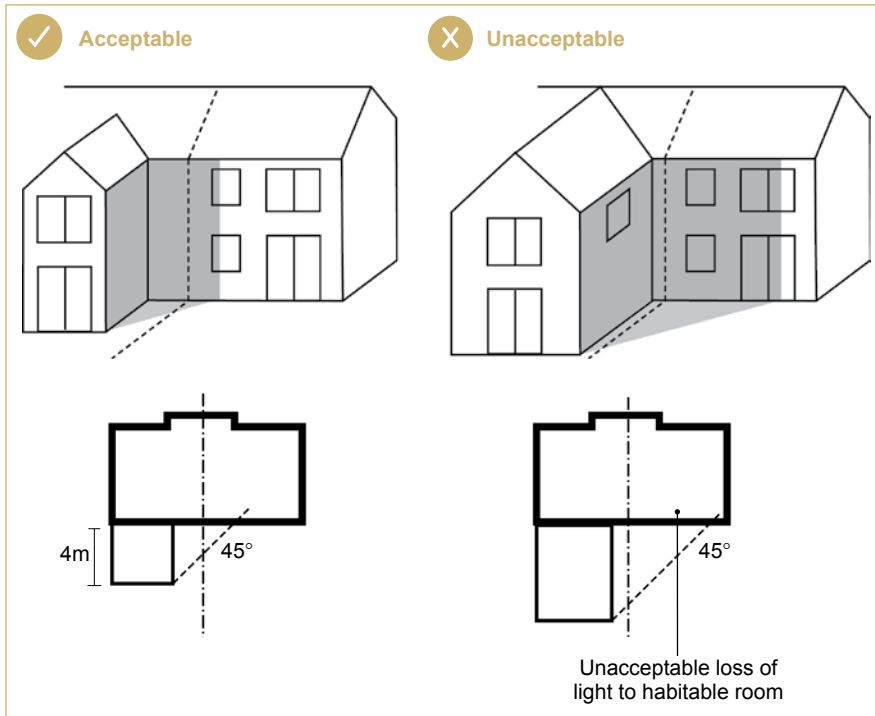 Acceptable
Unacceptable
4m
45°
45°
Unacceptable loss of
light to habitable room